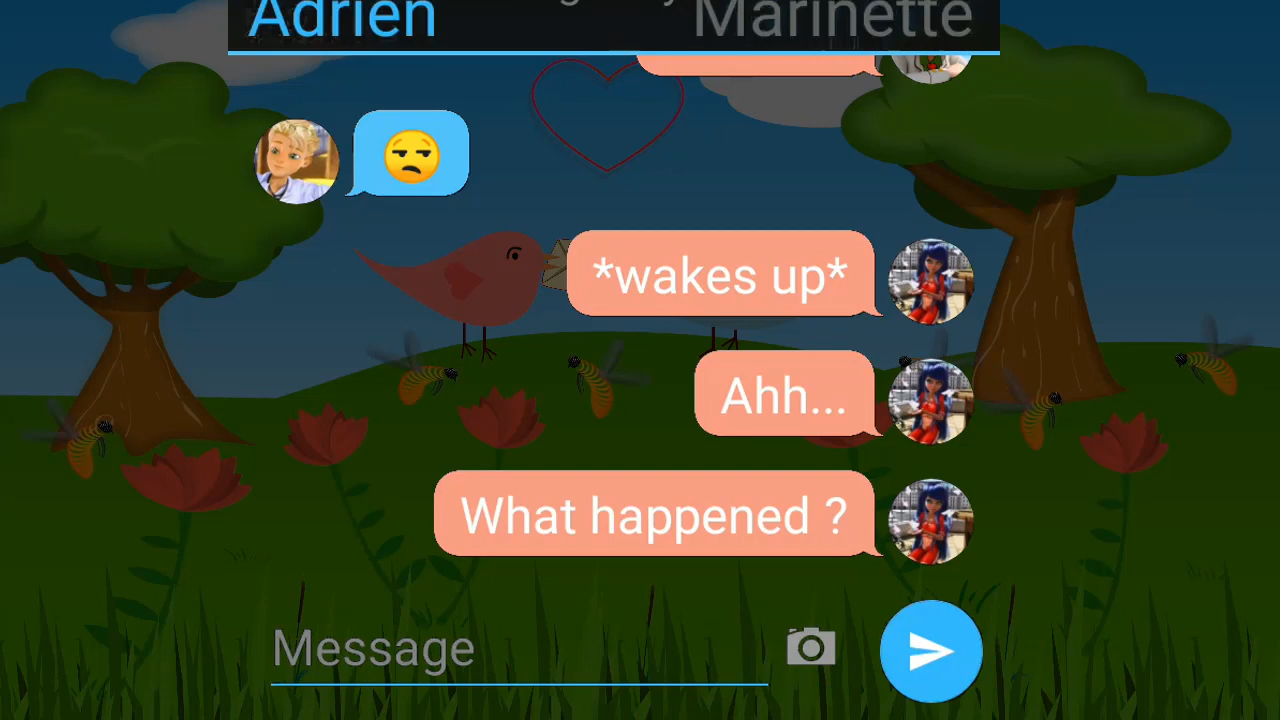 Adrien
Marinette
*wakes up*
Ahh...
What happened ?
Message